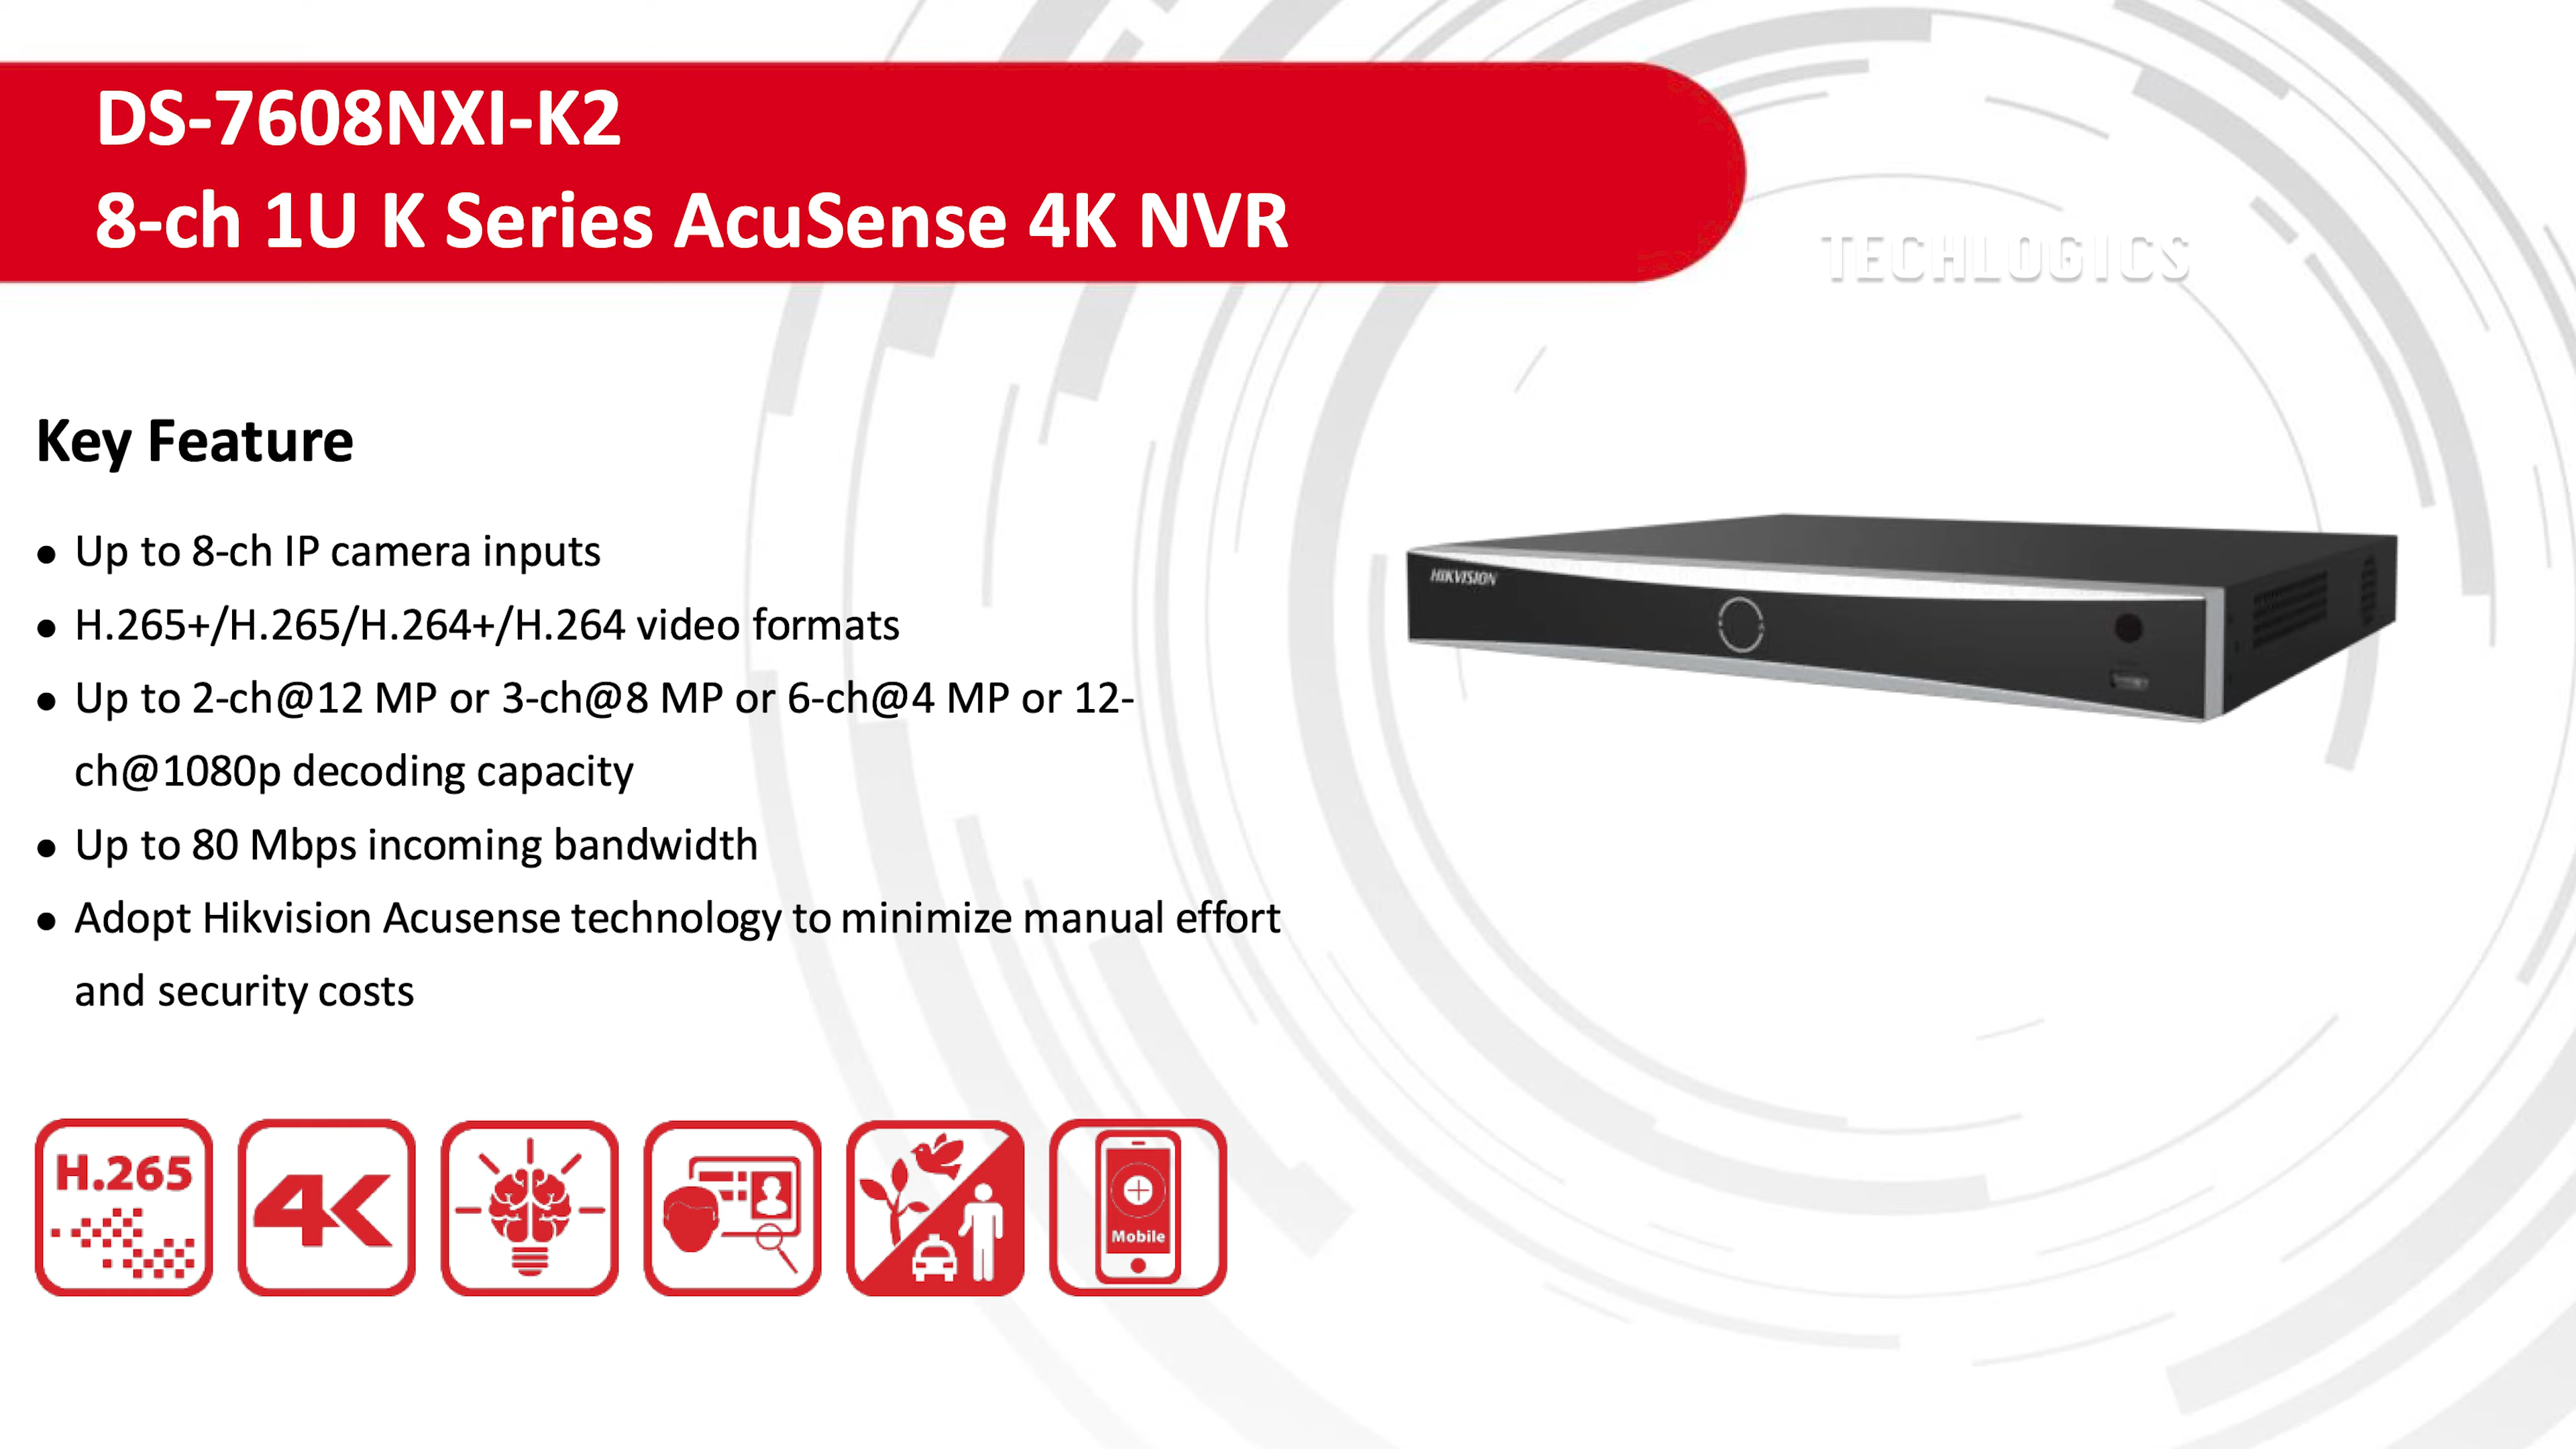 DS-7608NXI-K2
8-ch 1U K Series AcuSense 4K NVR
TECHLOGICS
Key Feature
● Up to 8-ch IP camera inputs
● H.265+/H.265/H.264+/H.264 video formats
● Up to 2-ch@12 MP or 3-ch@8 MP or 6-ch@4 MP or 12-
ch@1080p decoding capacity
● Up to 80 Mbps incoming bandwidth
● Adopt Hikvision Acusense technology to minimize manual effort
and security costs
HIKVISION
H.265
4K
Mobile